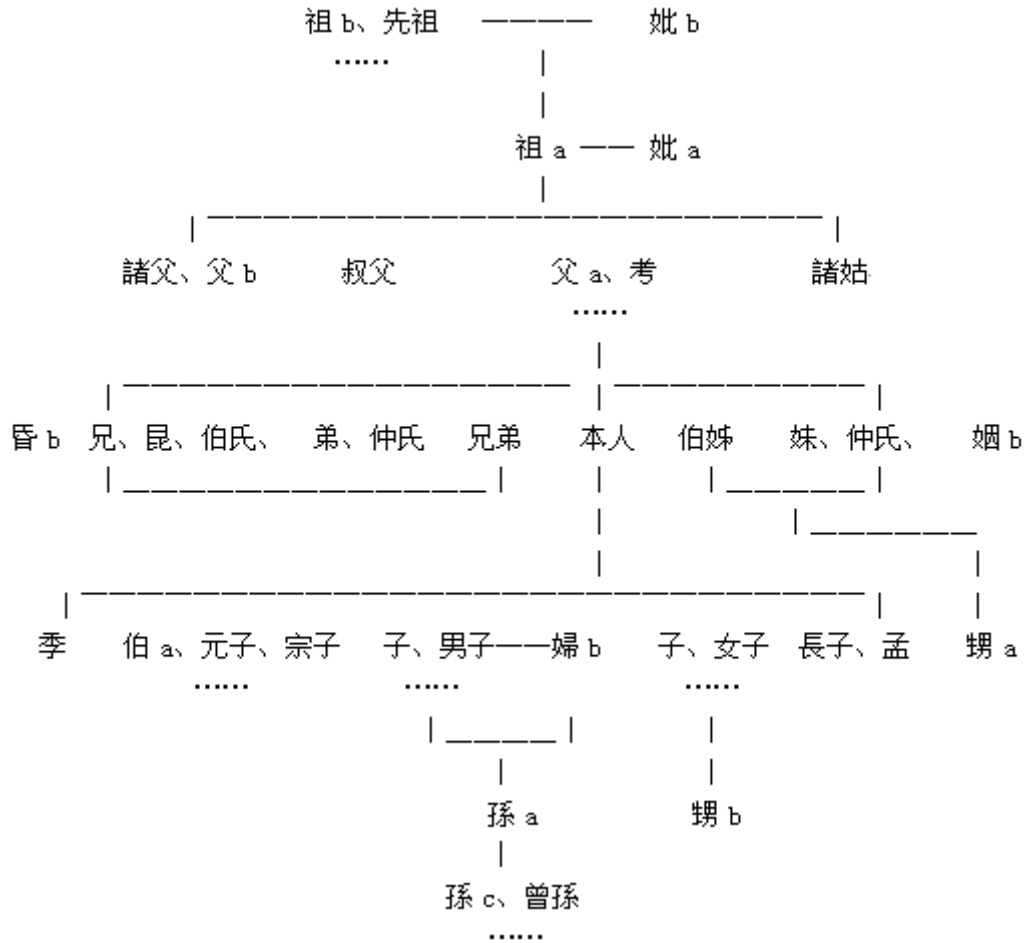 祖 b、先祖 ———— 妣 b
……
祖 a —— 妣 a
諸父、父 b 叔父 父 a、考 諸姑
……
昏 b 兄、昆、伯氏、 弟、仲氏 兄弟 本人 伯姊 妹、仲氏、 姻 b
季 伯 a、元子、宗子 子、男子——婦 b 子、女子 長子、孟 甥 a
…… …… ……
孫 a 甥 b
孫 c、曾孫
……